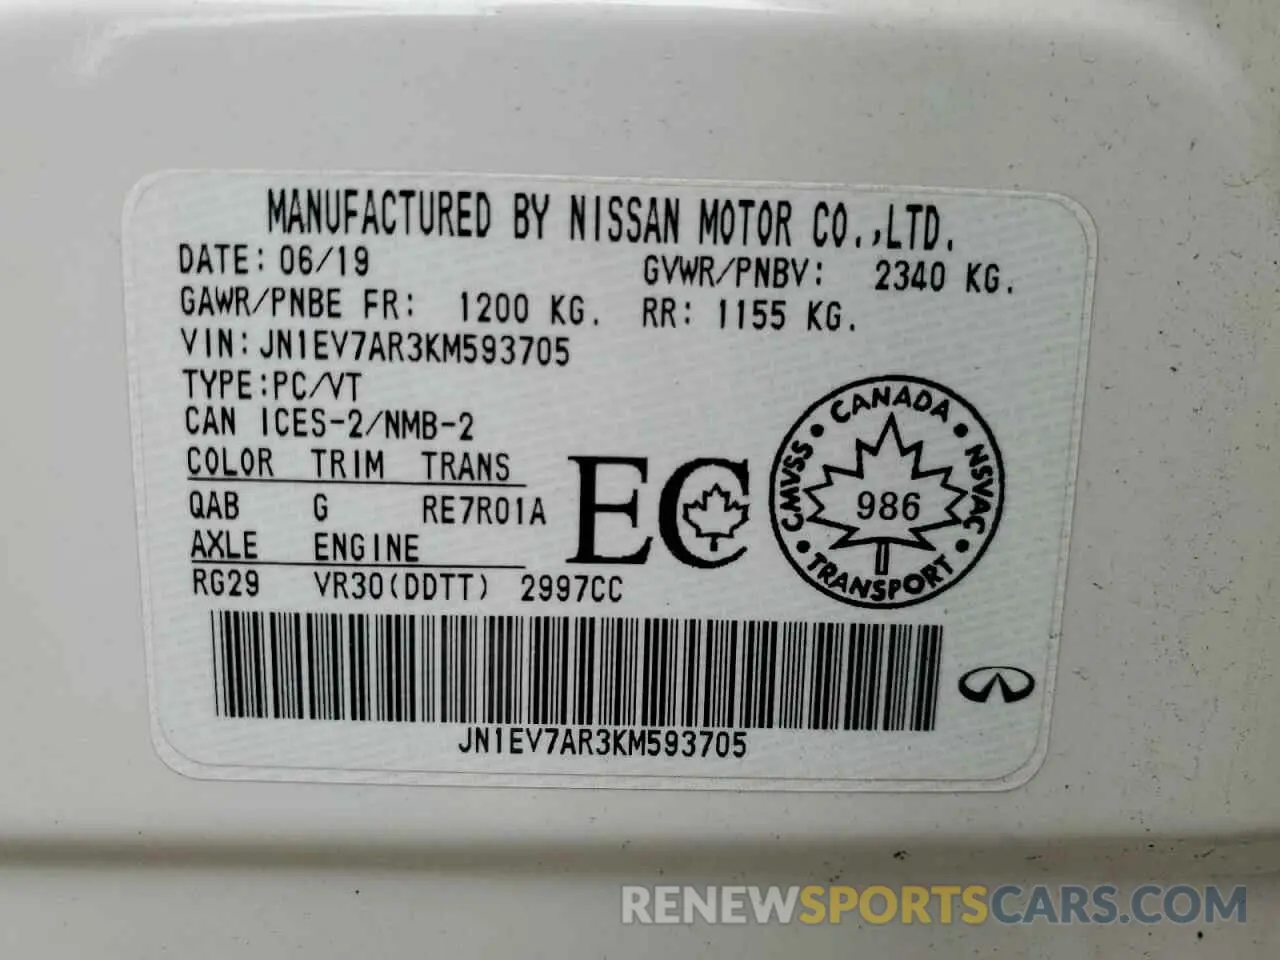 MANUFACTURED BY NISSAN MOTOR CO.,LTD.
DATE: 06/19 GVWR/PNBV: 2340 KG.
GAWR/PNBE FR: 1200 KG. RR: 1155 KG.
VIN: JN1EV7AR3KM593705
TYPE:PC/VT
CAN ICES-2/NMB-2
COLOR TRIM TRANS
QAB G RE7R01A
AXLE ENGINE
RG29 VR30(DDTT) 2997CC
EC
CANADA
CMVSS
NSVAC
986
TRANSPORT
JN1EV7AR3KM593705
RENEWSPORTSCARS.COM